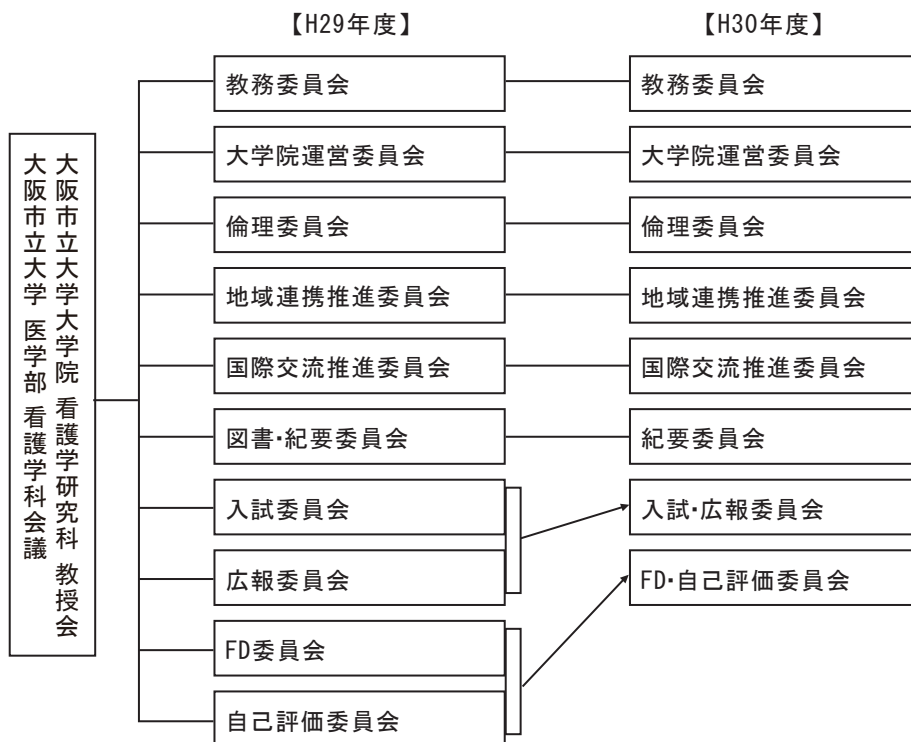 【H29年度】
【H30年度】
大阪市立大学大学院 看護学研究科 教授会
大阪市立大学 医学部 看護学科会議
教務委員会
教務委員会
大学院運営委員会
大学院運営委員会
倫理委員会
倫理委員会
地域連携推進委員会
地域連携推進委員会
国際交流推進委員会
国際交流推進委員会
図書・紀要委員会
紀要委員会
入試委員会
入試・広報委員会
広報委員会
FD・自己評価委員会
FD委員会
自己評価委員会